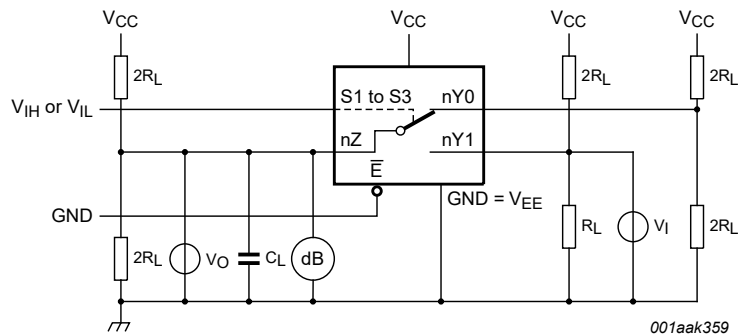 VCC VCC VCC VCC
2RL 2RL 2RL
VIH or VIL S1 to S3 nY0
nZ nY1
E̅
GND GND = VEE
2RL VO CL dB RL VI 2RL
001aak359